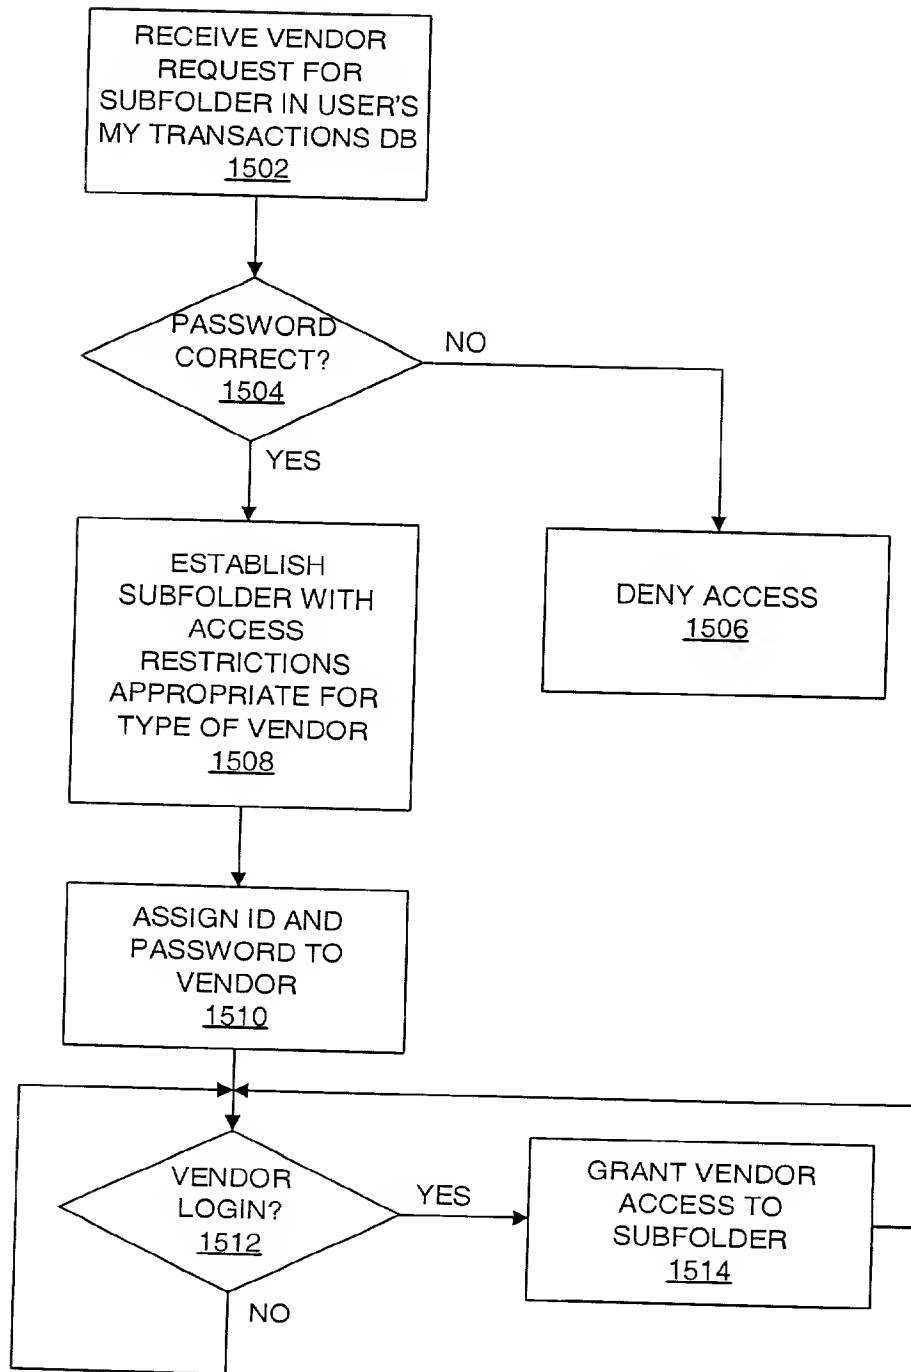 RECEIVE VENDOR
REQUEST FOR
SUBFOLDER IN USER'S
MY TRANSACTIONS DB
1502
PASSWORD
CORRECT?
1504
NO
YES
ESTABLISH
SUBFOLDER WITH
ACCESS
RESTRICTIONS
APPROPRIATE FOR
TYPE OF VENDOR
1508
DENY ACCESS
1506
ASSIGN ID AND
PASSWORD TO
VENDOR
1510
VENDOR
LOGIN?
1512
YES
NO
GRANT VENDOR
ACCESS TO
SUBFOLDER
1514